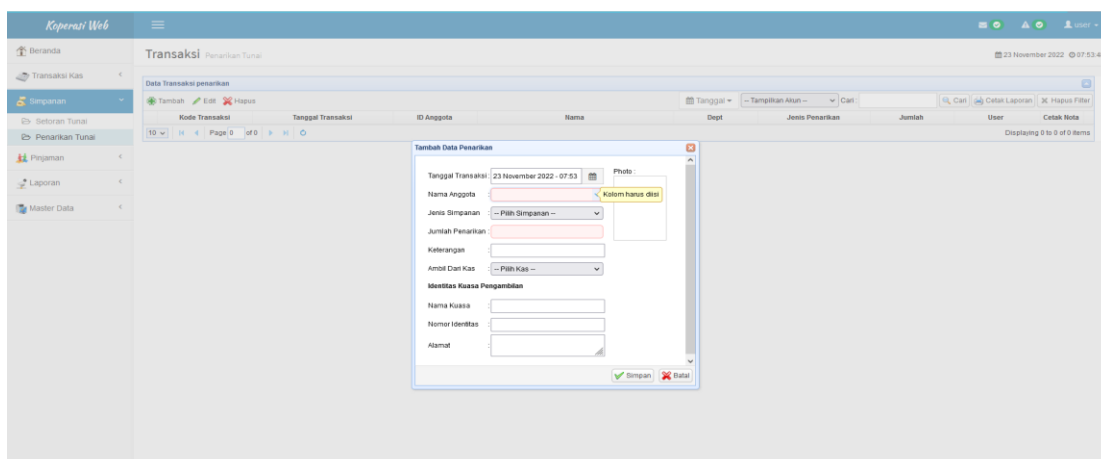 Koperasi Web
user
Beranda
Transaksi Penarikan Tunai
23 November 2022 07:53:4
Transaksi Kas
Data Transaksi penarikan
Simpanan
Tambah Edit Hapus
Tanggal
-- Tampilkan Akun --
Cari:
Cari
Cetak Laporan
Hapus Filter
Setoran Tunai
Kode Transaksi Tanggal Transaksi ID Anggota Nama Dept Jenis Penarikan Jumlah User Cetak Nota
Penarikan Tunai
10 Page 0 of 0
Displaying 0 to 0 of 0 items
Pinjaman
Laporan
Master Data
Tambah Data Penarikan
Tanggal Transaksi : 23 November 2022 - 07:53
Photo :
Nama Anggota :
Kolom harus diisi
Jenis Simpanan : -- Pilih Simpanan --
Jumlah Penarikan :
Keterangan :
Ambil Dari Kas : -- Pilih Kas --
Identitas Kuasa Pengambilan
Nama Kuasa :
Nomor Identitas :
Alamat :
Simpan Batal